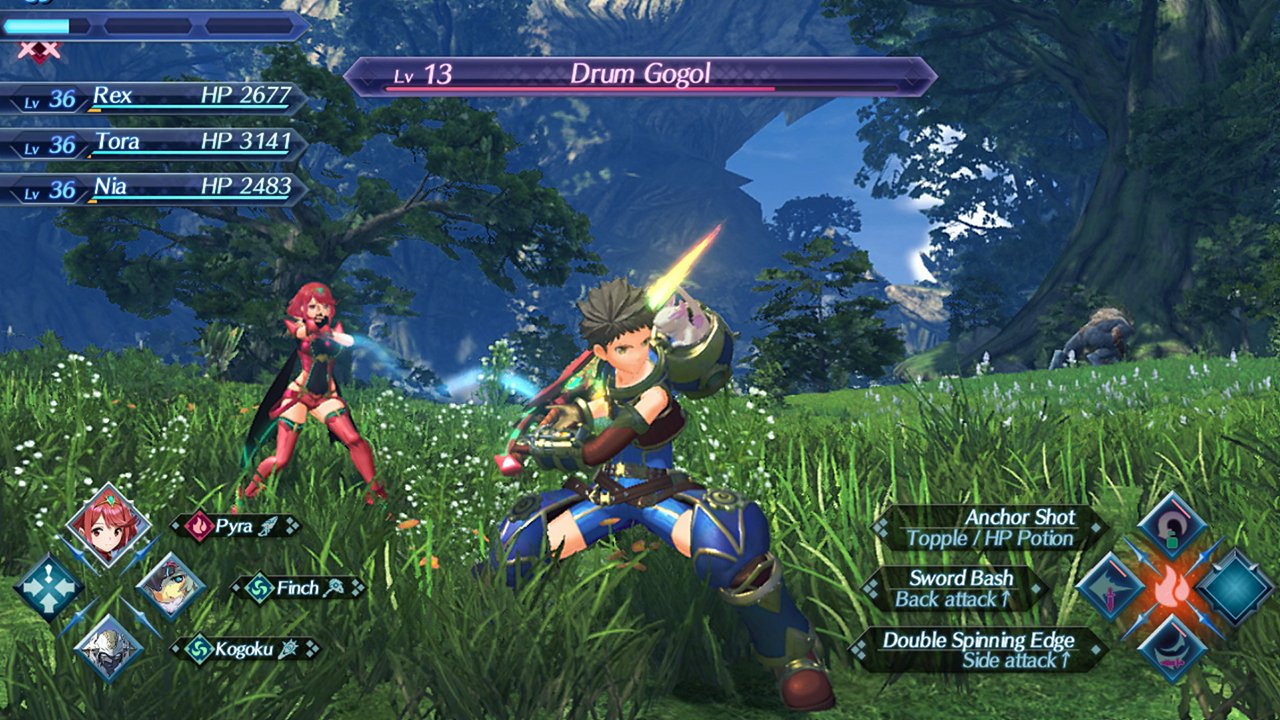 Lv 13 Drum Gogol
Lv 36 Rex HP 2677
Lv 36 Tora HP 3141
Lv 36 Nia HP 2483
Pyra
Finch
Kogoku
Anchor Shot
Topple / HP Potion
Sword Bash
Back attack↑
Double Spinning Edge
Side attack↑